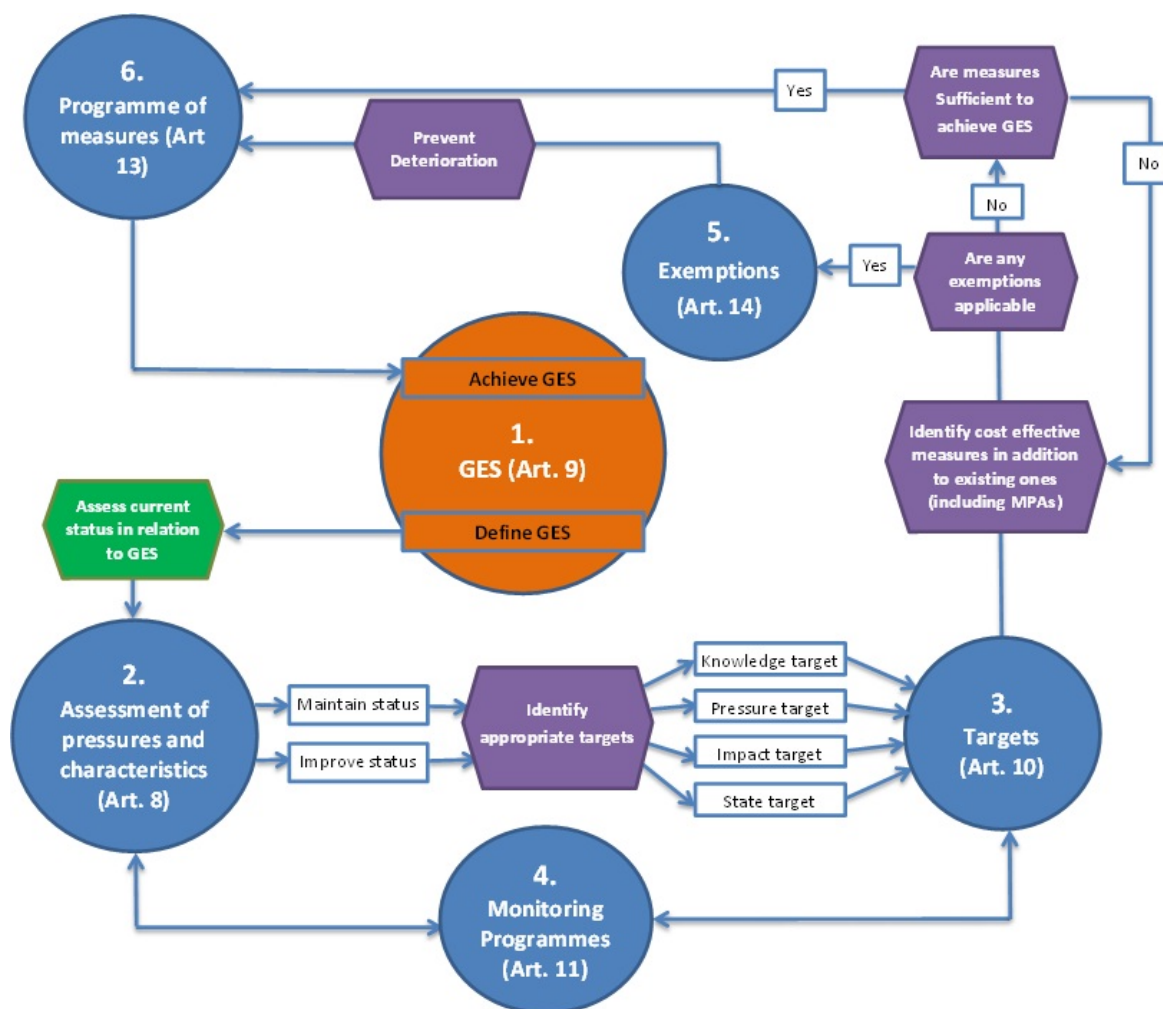 6.
Programme of
measures (Art
13)
Prevent
Deterioration
Yes
Are measures
Sufficient to
achieve GES
No
No
5.
Exemptions
(Art. 14)
Yes
Are any
exemptions
applicable
Achieve GES
1.
GES (Art. 9)
Define GES
Identify cost effective
measures in addition
to existing ones
(including MPAs)
Assess current
status in relation
to GES
2.
Assessment of
pressures and
characteristics
(Art. 8)
Maintain status
Improve status
Identify
appropriate targets
Knowledge target
Pressure target
Impact target
State target
3.
Targets
(Art. 10)
4.
Monitoring
Programmes
(Art. 11)